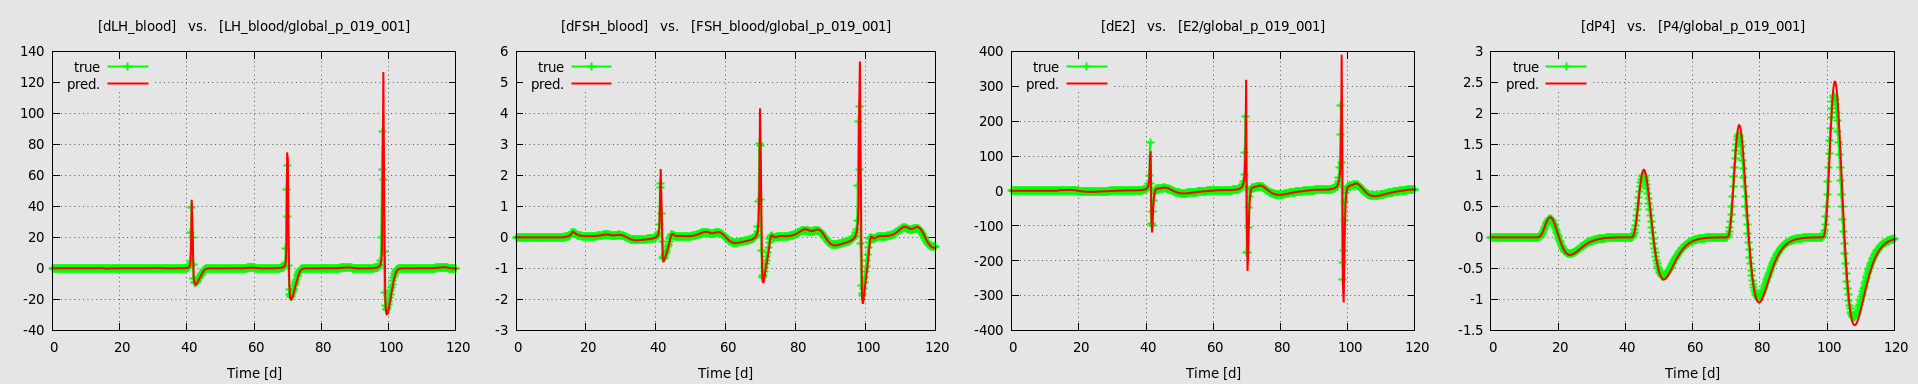 [dLH_blood] vs. [LH_blood/global_p_019_001]
140
120
100
80
60
40
20
0
-20
-40
true
pred.
0 20 40 60 80 100 120
Time [d]
[dFSH_blood] vs. [FSH_blood/global_p_019_001]
6
5
4
3
2
1
0
-1
-2
-3
true
pred.
0 20 40 60 80 100 120
Time [d]
[dE2] vs. [E2/global_p_019_001]
400
300
200
100
0
-100
-200
-300
-400
true
pred.
0 20 40 60 80 100 120
Time [d]
[dP4] vs. [P4/global_p_019_001]
3
2.5
2
1.5
1
0.5
0
-0.5
-1
-1.5
true
pred.
0 20 40 60 80 100 120
Time [d]